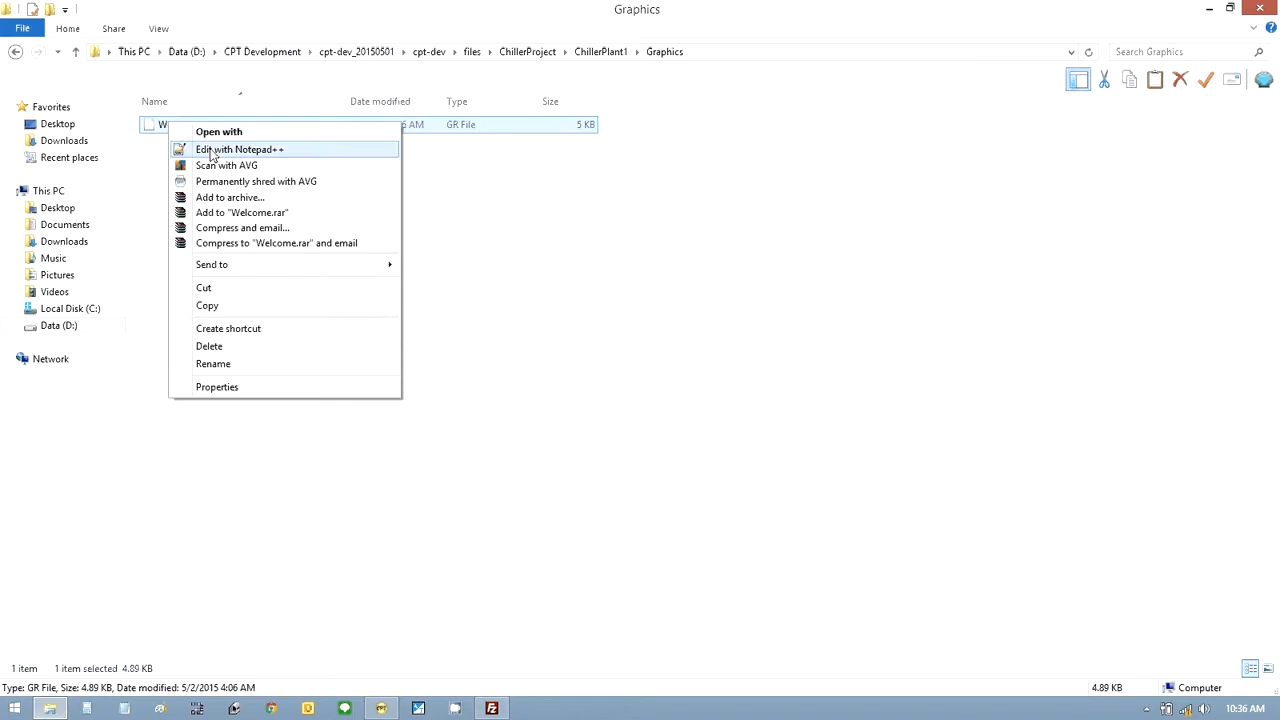 Graphics
File Home Share View
This PC Data (D:) CPT Development cpt-dev_20150501 cpt-dev files ChillerProject ChillerPlant1 Graphics
Search Graphics
Name Date modified Type Size
W 6 AM GR File 5 KB
Favorites
Desktop
Downloads
Recent places
This PC
Desktop
Documents
Downloads
Music
Pictures
Videos
Local Disk (C:)
Data (D:)
Network
Open with
Edit with Notepad++
Scan with AVG
Permanently shred with AVG
Add to archive...
Add to "Welcome.rar"
Compress and email...
Compress to "Welcome.rar" and email
Send to
Cut
Copy
Create shortcut
Delete
Rename
Properties
1 item 1 item selected 4.89 KB
Type: GR File, Size: 4.89 KB, Date modified: 5/2/2015 4:06 AM 4.89 KB Computer
10:36 AM